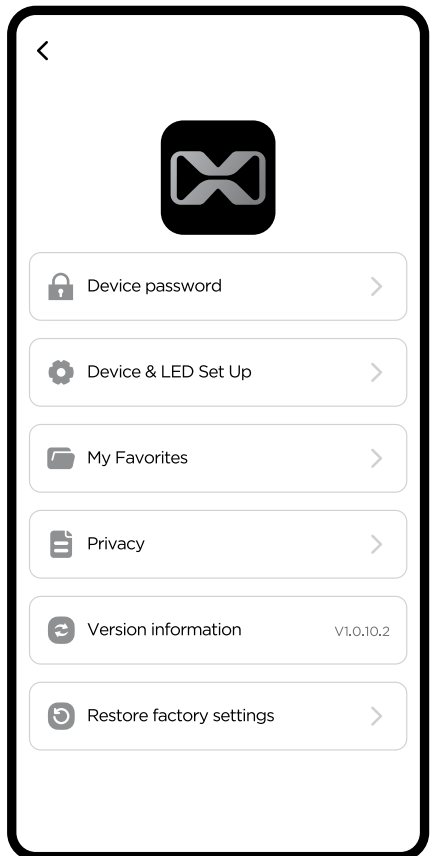 Device password
Device & LED Set Up
My Favorites
Privacy
Version information V1.0.10.2
Restore factory settings